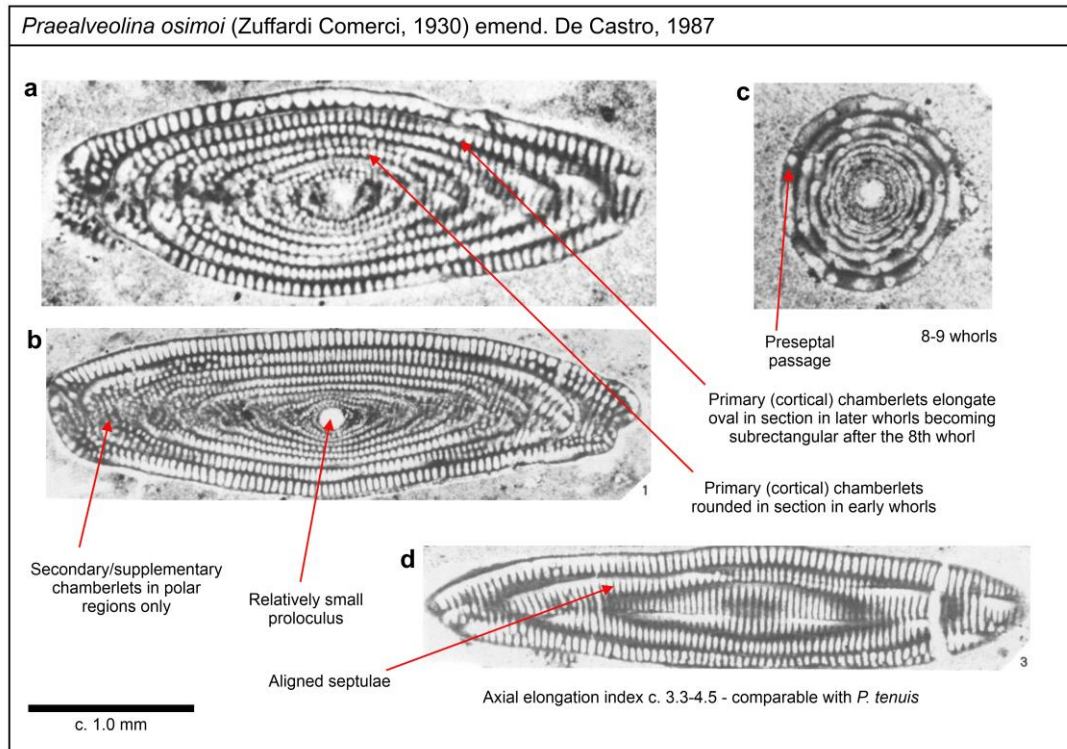 Praealveolina osimoi (Zuffardi Comerci, 1930) emend. De Castro, 1987
a
c
b
Preseptal
passage
8-9 whorls
Primary (cortical) chamberlets elongate
oval in section in later whorls becoming
subrectangular after the 8th whorl
1
Primary (cortical) chamberlets
rounded in section in early whorls
Secondary/supplementary
chamberlets in polar
regions only
Relatively small
proloculus
d
3
Aligned septulae
Axial elongation index c. 3.3-4.5 - comparable with P. tenuis
c. 1.0 mm